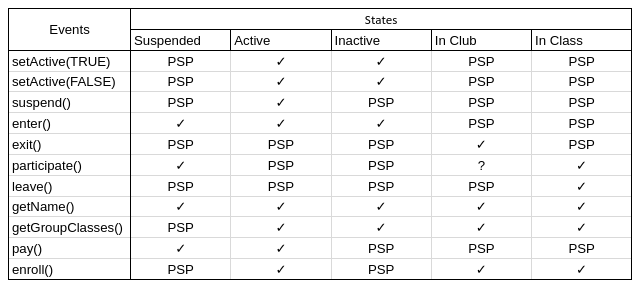 Events States
Suspended Active Inactive In Club In Class
setActive(TRUE) PSP ✓ ✓ PSP PSP
setActive(FALSE) PSP ✓ ✓ PSP PSP
suspend() PSP ✓ PSP PSP PSP
enter() ✓ ✓ ✓ PSP PSP
exit() PSP PSP PSP ✓ PSP
participate() ✓ PSP PSP ? ✓
leave() PSP PSP PSP PSP ✓
getName() ✓ ✓ ✓ ✓ ✓
getGroupClasses() PSP ✓ ✓ ✓ ✓
pay() ✓ ✓ PSP PSP PSP
enroll() PSP ✓ PSP ✓ ✓